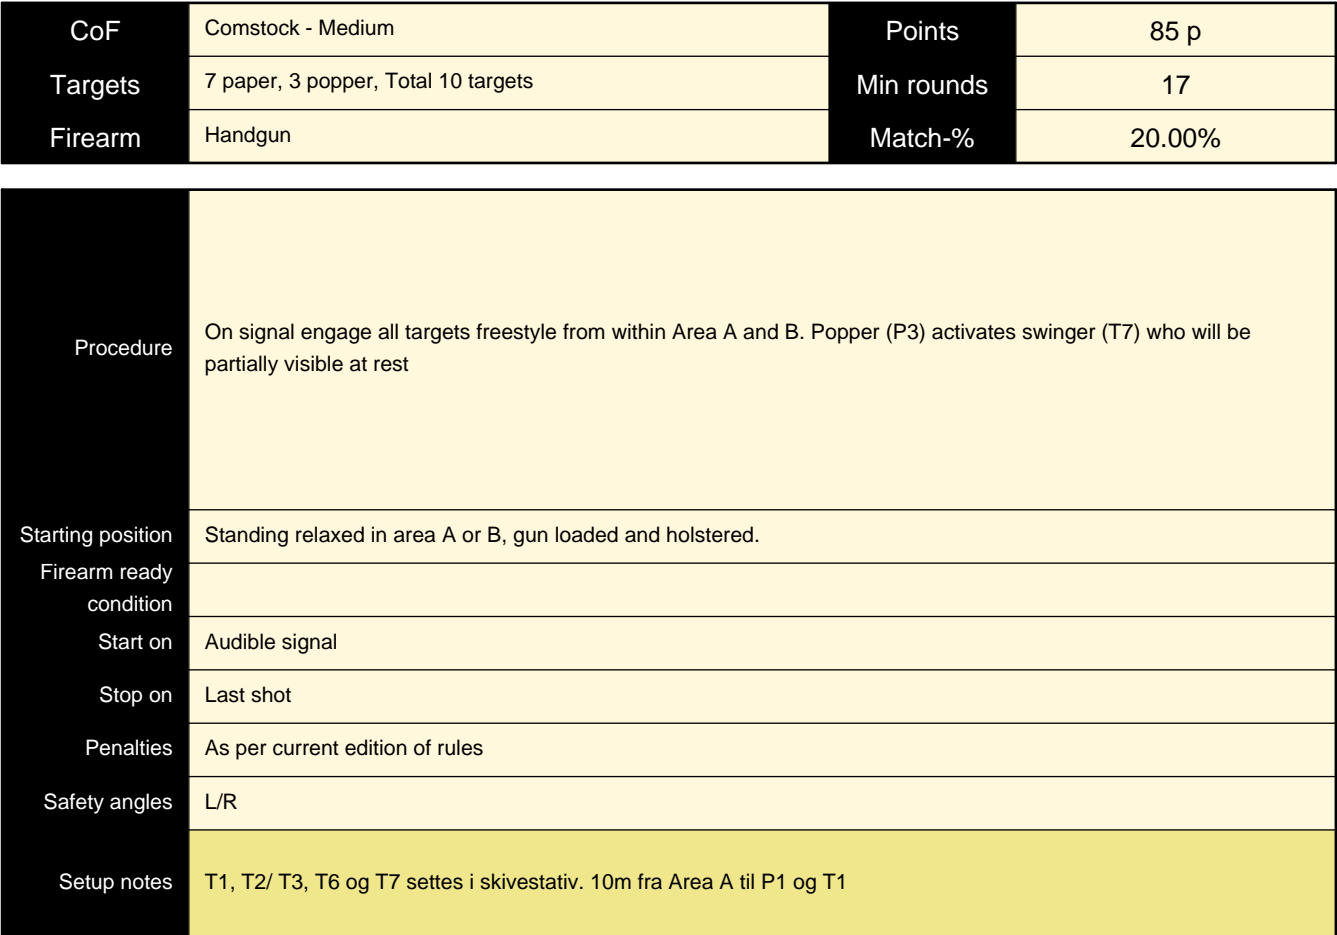 CoF
Comstock - Medium
Points
85 p
Targets
7 paper, 3 popper, Total 10 targets
Min rounds
17
Firearm
Handgun
Match-%
20.00%
Procedure
On signal engage all targets freestyle from within Area A and B. Popper (P3) activates swinger (T7) who will be
partially visible at rest
Starting position
Standing relaxed in area A or B, gun loaded and holstered.
Firearm ready
condition
Start on
Audible signal
Stop on
Last shot
Penalties
As per current edition of rules
Safety angles
L/R
Setup notes
T1, T2/ T3, T6 og T7 settes i skivestativ. 10m fra Area A til P1 og T1